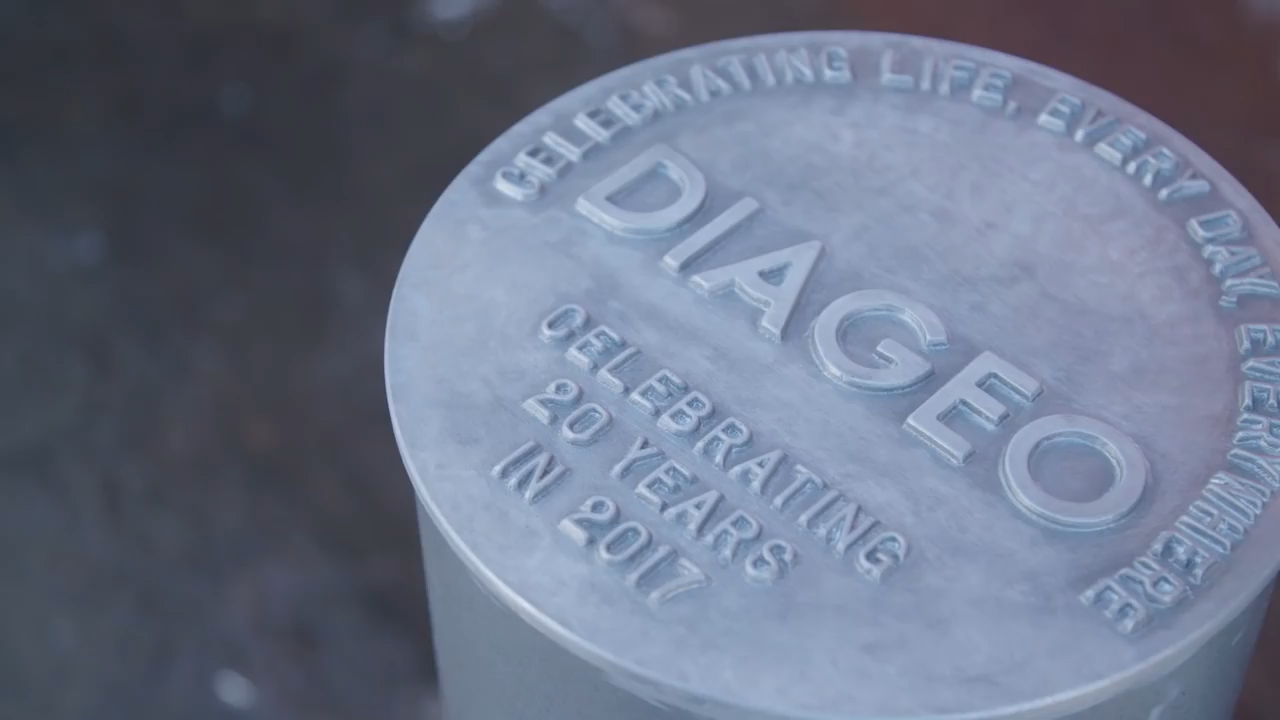 CELEBRATING LIFE, EVERY DAY, EVERYWHERE
DIAGEO
CELEBRATING
20 YEARS
IN 2017